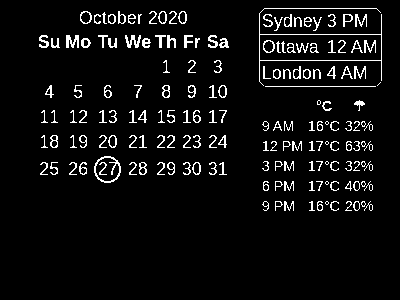 October 2020
Su Mo Tu We Th Fr Sa
1 2 3
4 5 6 7 8 9 10
11 12 13 14 15 16 17
18 19 20 21 22 23 24
25 26 27 28 29 30 31
Sydney 3 PM
Ottawa 12 AM
London 4 AM
°C ☂
9 AM 16°C 32%
12 PM 17°C 63%
3 PM 17°C 32%
6 PM 17°C 40%
9 PM 16°C 20%